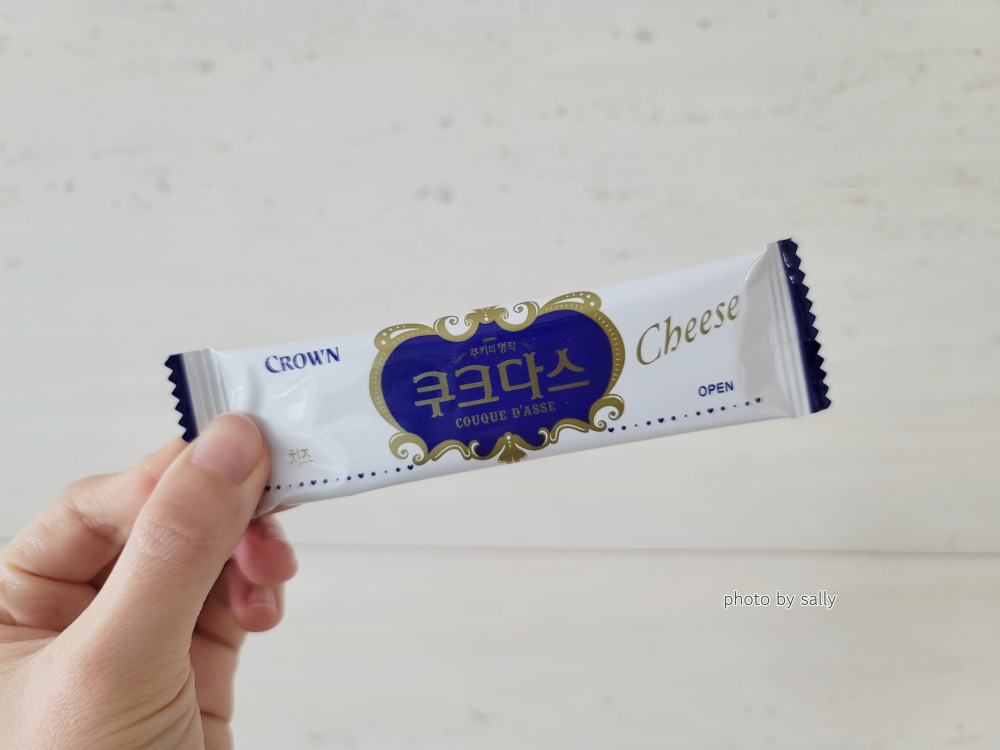 CROWN
쿠키의 명작
쿠크다스
COUQUE D'ASSE
Cheese
OPEN
치즈
photo by sally